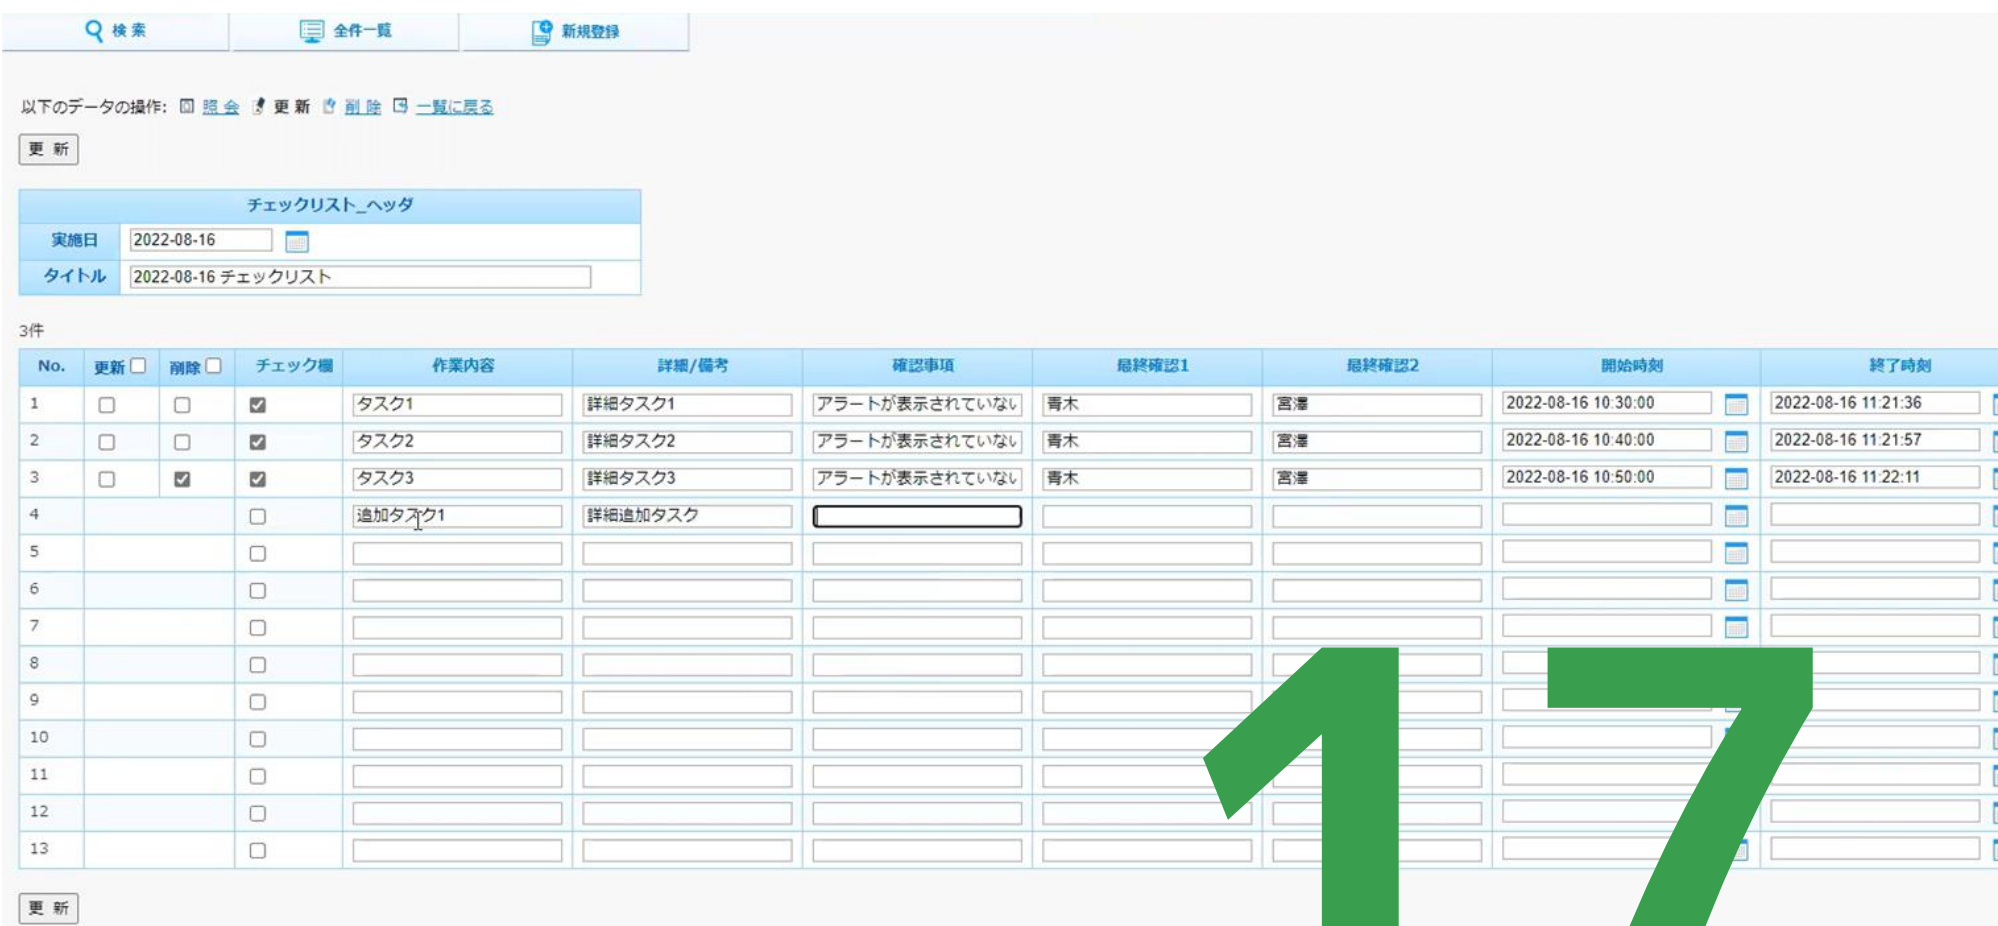 検 索 全件一覧 新規登録
以下のデータの操作: 照 会 更 新 削 除 一覧に戻る
更 新
チェックリスト_ヘッダ
実施日 2022-08-16
タイトル 2022-08-16 チェックリスト
3件
No. 更新 削除 チェック欄 作業内容 詳細/備考 確認事項 最終確認1 最終確認2 開始時刻 終了時刻
1 タスク1 詳細タスク1 アラートが表示されていない 青木 宮澤 2022-08-16 10:30:00 2022-08-16 11:21:36
2 タスク2 詳細タスク2 アラートが表示されていない 青木 宮澤 2022-08-16 10:40:00 2022-08-16 11:21:57
3 タスク3 詳細タスク3 アラートが表示されていない 青木 宮澤 2022-08-16 10:50:00 2022-08-16 11:22:11
4 追加タスク1 詳細追加タスク
5
6
7
8
9
10
11
12
13
17
更 新